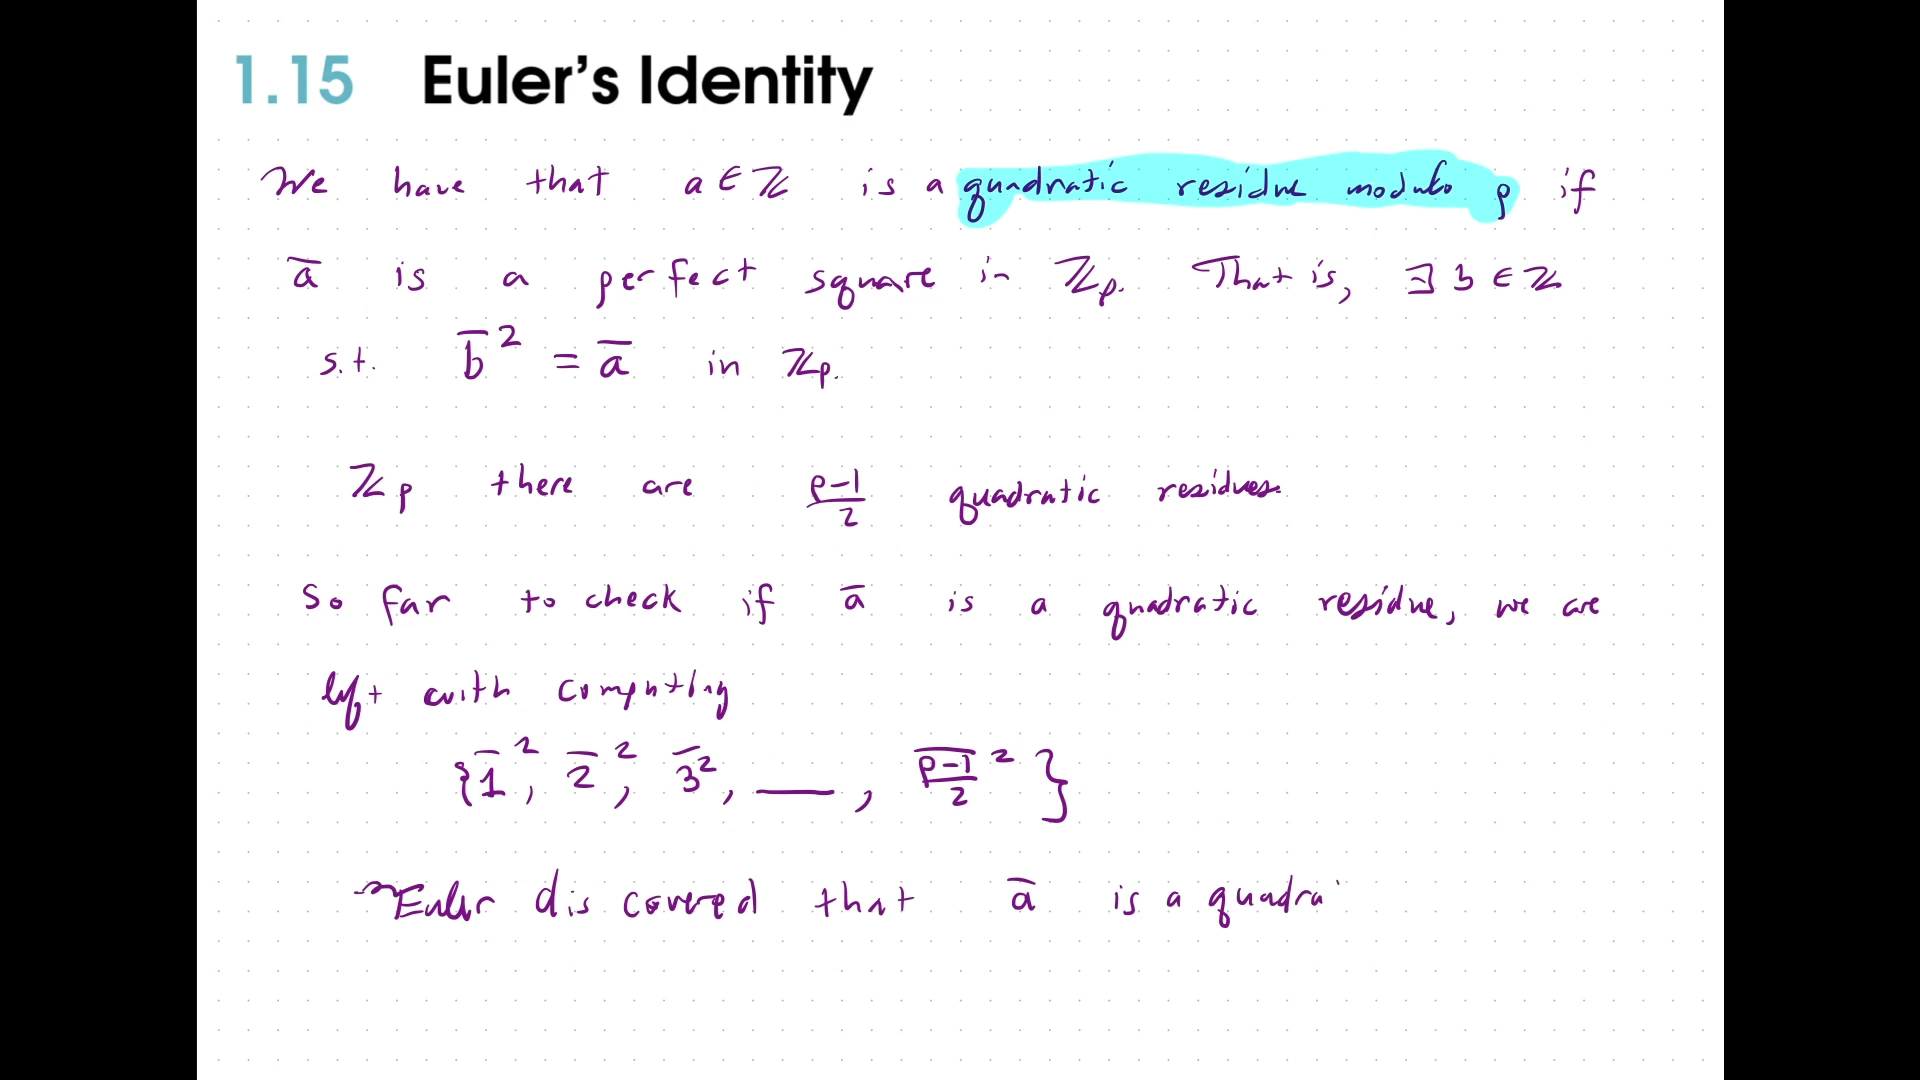 1.15 Euler's Identity
We have that a ∈ ℤ is a quadratic residue modulo p if
a̅ is a perfect square in ℤₚ. That is, ∃ b ∈ ℤ
s.t. b̅² = a̅ in ℤₚ.
ℤₚ there are (p-1)/2 quadratic residues.
So far to check if a̅ is a quadratic residue, we are
left with computing
{1̅², 2̅², 3̅², __, \overline{(p-1)/2}²}
Euler discovered that a̅ is a quadra